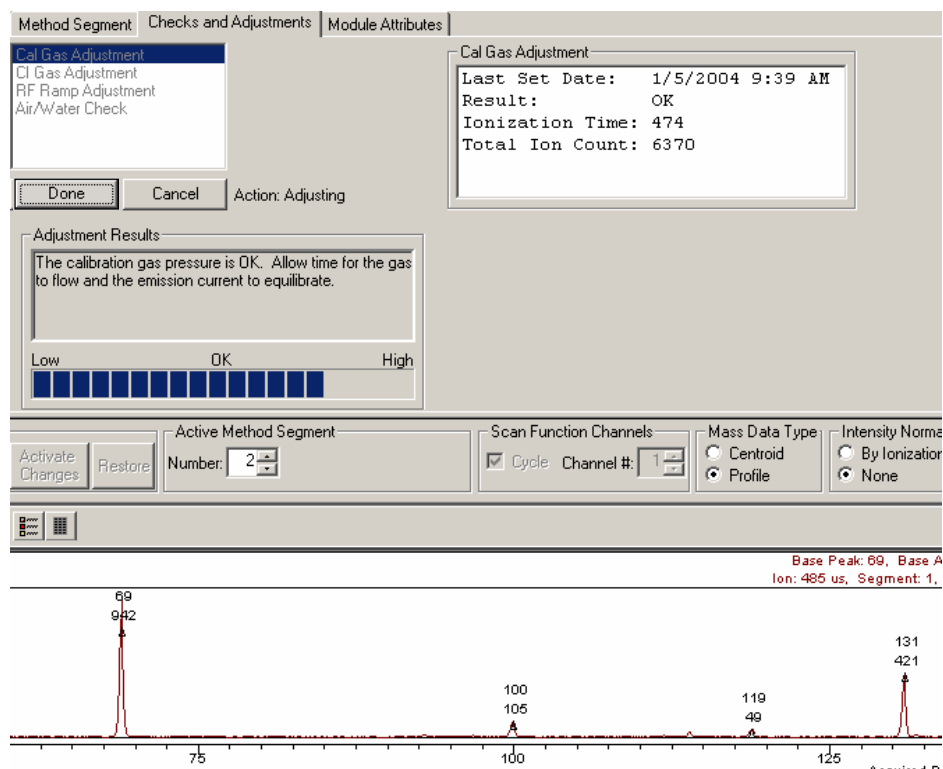 Method Segment Checks and Adjustments Module Attributes
Cal Gas Adjustment
CI Gas Adjustment
RF Ramp Adjustment
Air/Water Check
Done Cancel Action: Adjusting
Cal Gas Adjustment
Last Set Date: 1/5/2004 9:39 AM
Result: OK
Ionization Time: 474
Total Ion Count: 6370
Adjustment Results
The calibration gas pressure is OK. Allow time for the gas
to flow and the emission current to equilibrate.
Low OK High
Activate
Changes
Restore
Active Method Segment
Number: 2
Scan Function Channels
Cycle Channel #: 1
Mass Data Type
Centroid
Profile
Intensity Norma
By Ionization
None
Base Peak: 69, Base A
Ion: 485 us, Segment: 1,
69
942
100
105
119
49
131
421
75 100 125